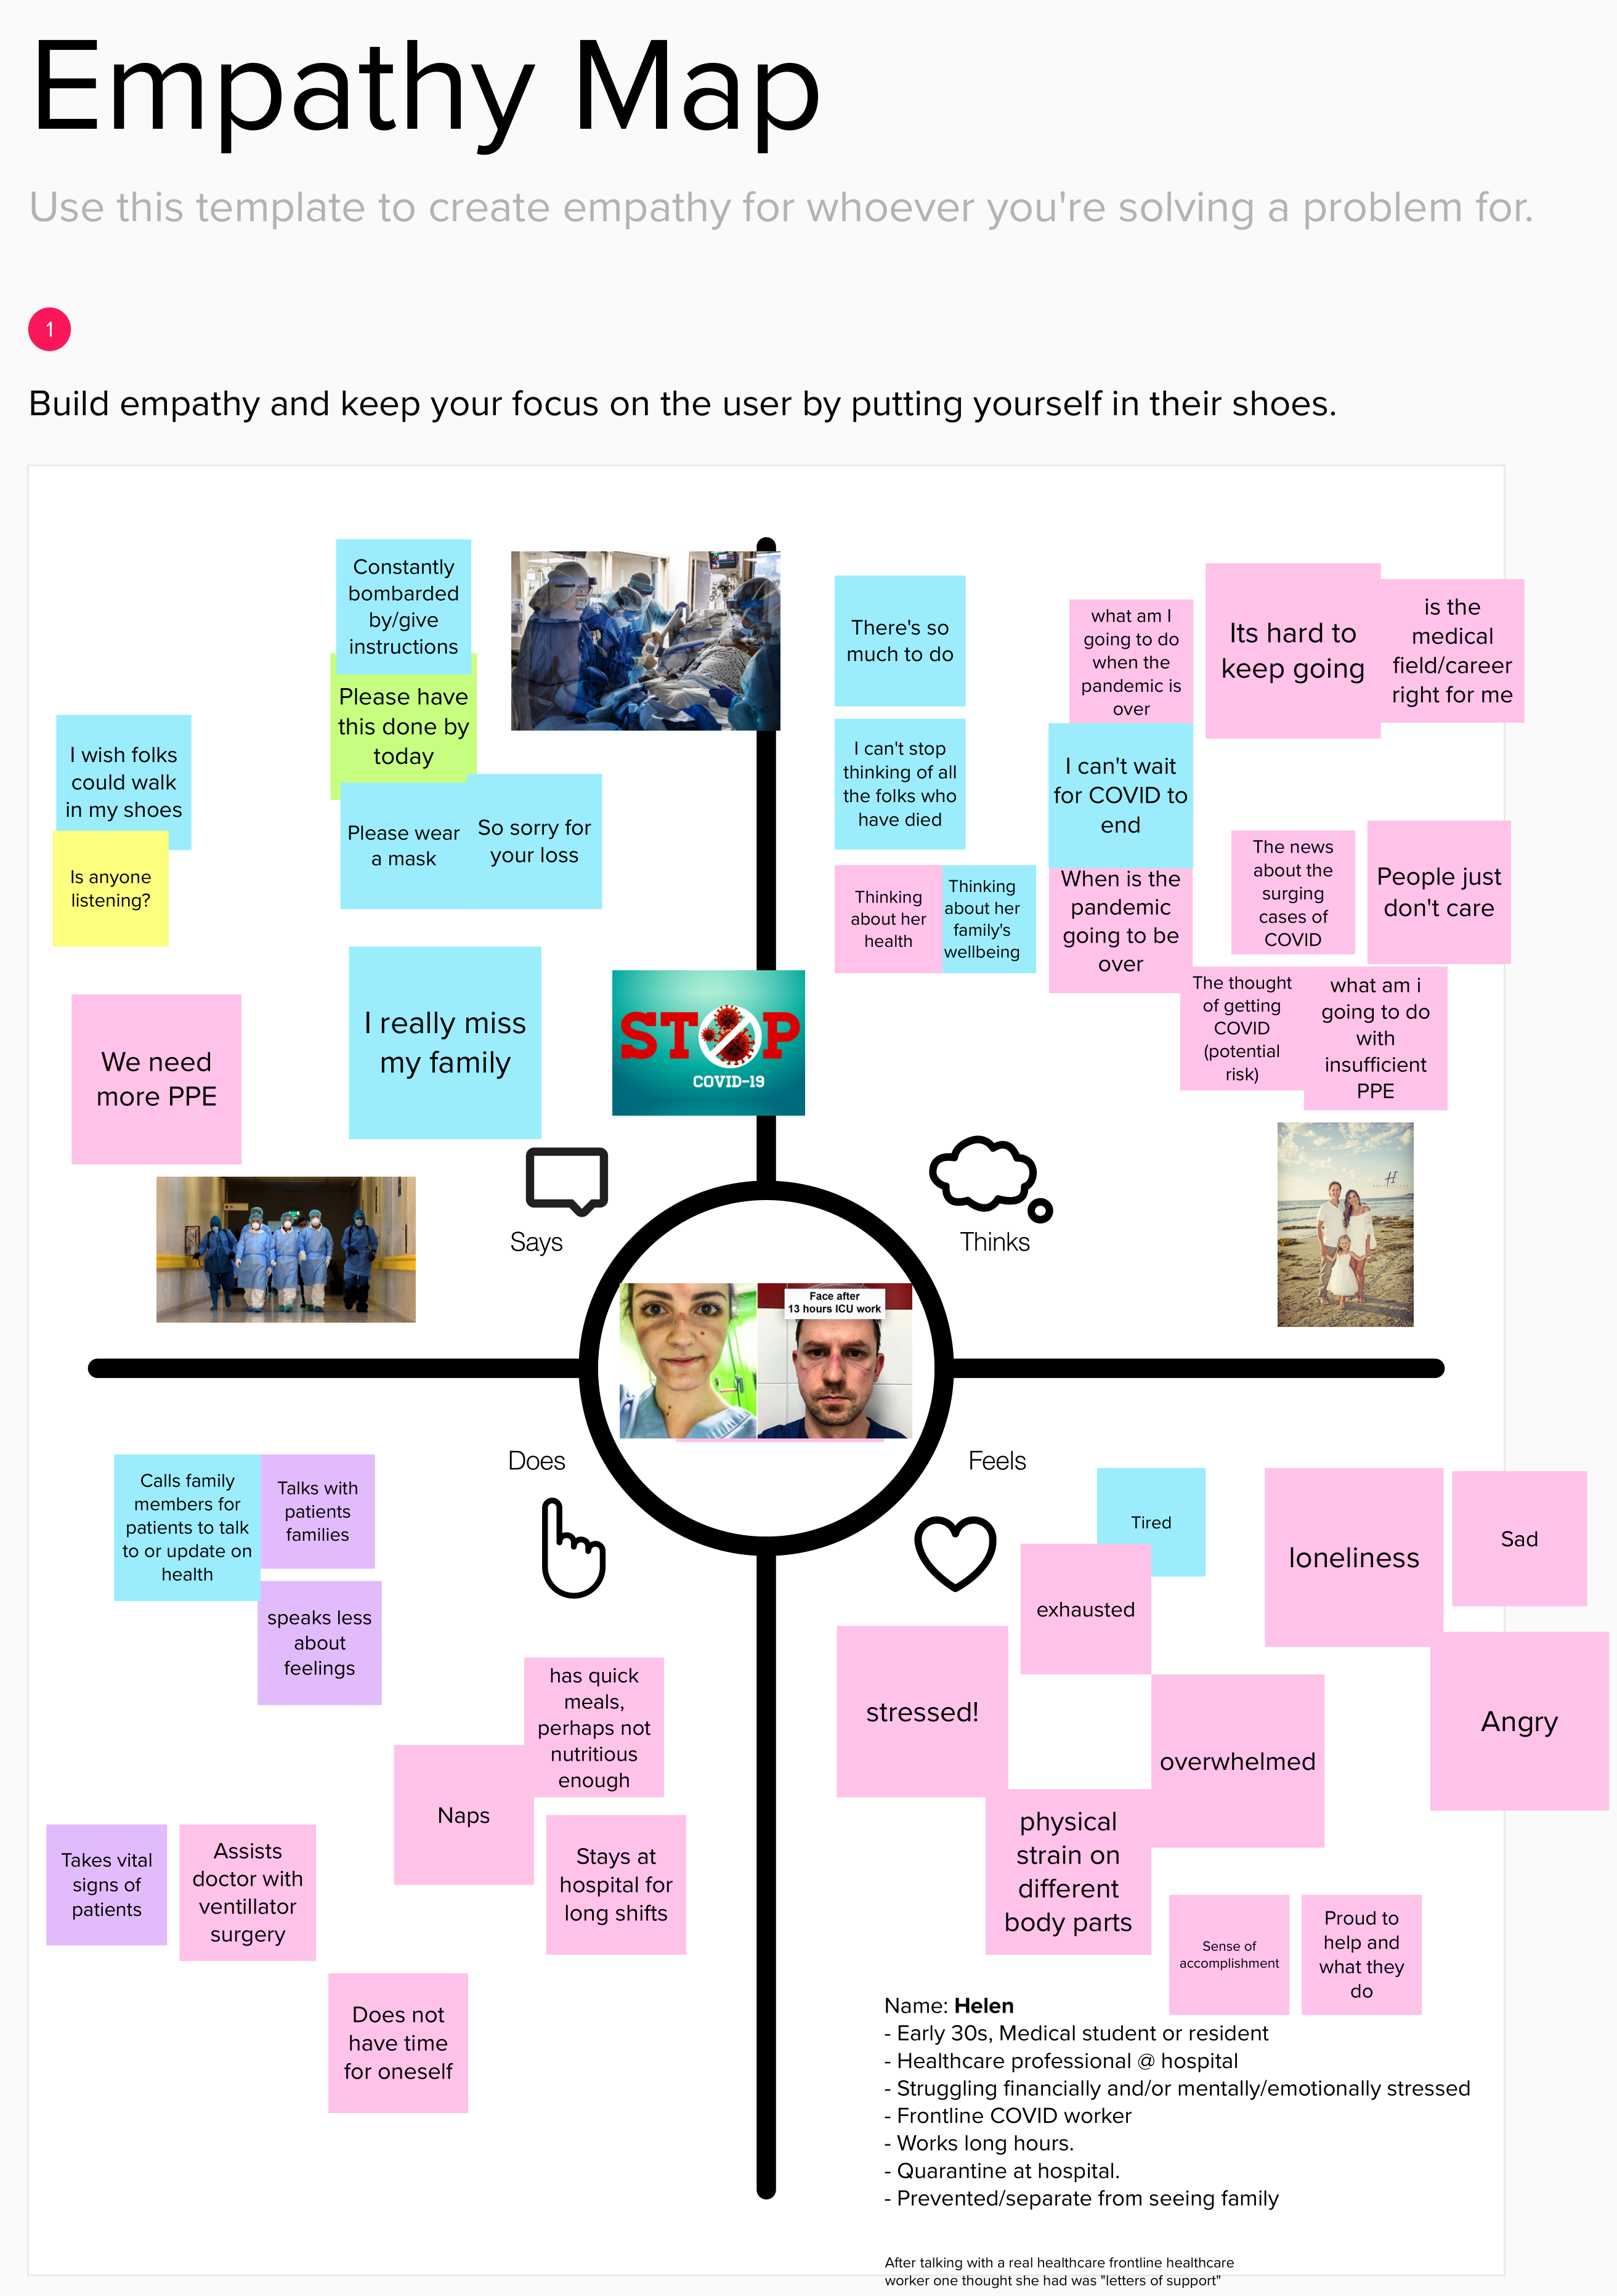 Empathy Map
Use this template to create empathy for whoever you're solving a problem for.
1
Build empathy and keep your focus on the user by putting yourself in their shoes.
Constantly
bombarded
by/give
instructions
Please have
this done by
today
I wish folks
could walk
in my shoes
Is anyone
listening?
Please wear
a mask
So sorry for
your loss
We need
more PPE
I really miss
my family
STOP
COVID-19
Says
There's so
much to do
what am I
going to do
when the
pandemic is
over
Its hard to
keep going
is the
medical
field/career
right for me
I can't stop
thinking of all
the folks who
have died
I can't wait
for COVID to
end
Thinking
about her
health
Thinking
about her
family's
wellbeing
When is the
pandemic
going to be
over
The news
about the
surging
cases of
COVID
People just
don't care
The thought
of getting
COVID
(potential
risk)
what am i
going to do
with
insufficient
PPE
H
Thinks
Face after
13 hours ICU work
Does
Calls family
members for
patients to talk
to or update on
health
Talks with
patients
families
speaks less
about
feelings
has quick
meals,
perhaps not
nutritious
enough
Naps
Takes vital
signs of
patients
Assists
doctor with
ventillator
surgery
Stays at
hospital for
long shifts
Does not
have time
for oneself
Feels
Tired
exhausted
loneliness
Sad
stressed!
overwhelmed
Angry
physical
strain on
different
body parts
Sense of
accomplishment
Proud to
help and
what they
do
Name: Helen
- Early 30s, Medical student or resident
- Healthcare professional @ hospital
- Struggling financially and/or mentally/emotionally stressed
- Frontline COVID worker
- Works long hours.
- Quarantine at hospital.
- Prevented/separate from seeing family
After talking with a real healthcare frontline healthcare
worker one thought she had was "letters of support"